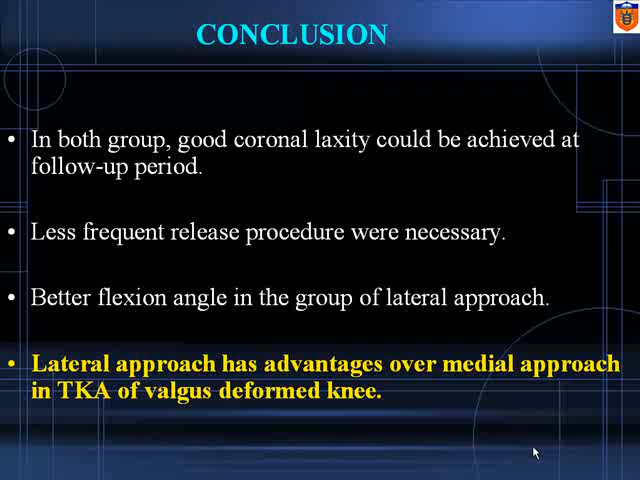 CONCLUSION
• In both group, good coronal laxity could be achieved at
follow-up period.
• Less frequent release procedure were necessary.
• Better flexion angle in the group of lateral approach.
• Lateral approach has advantages over medial approach
in TKA of valgus deformed knee.